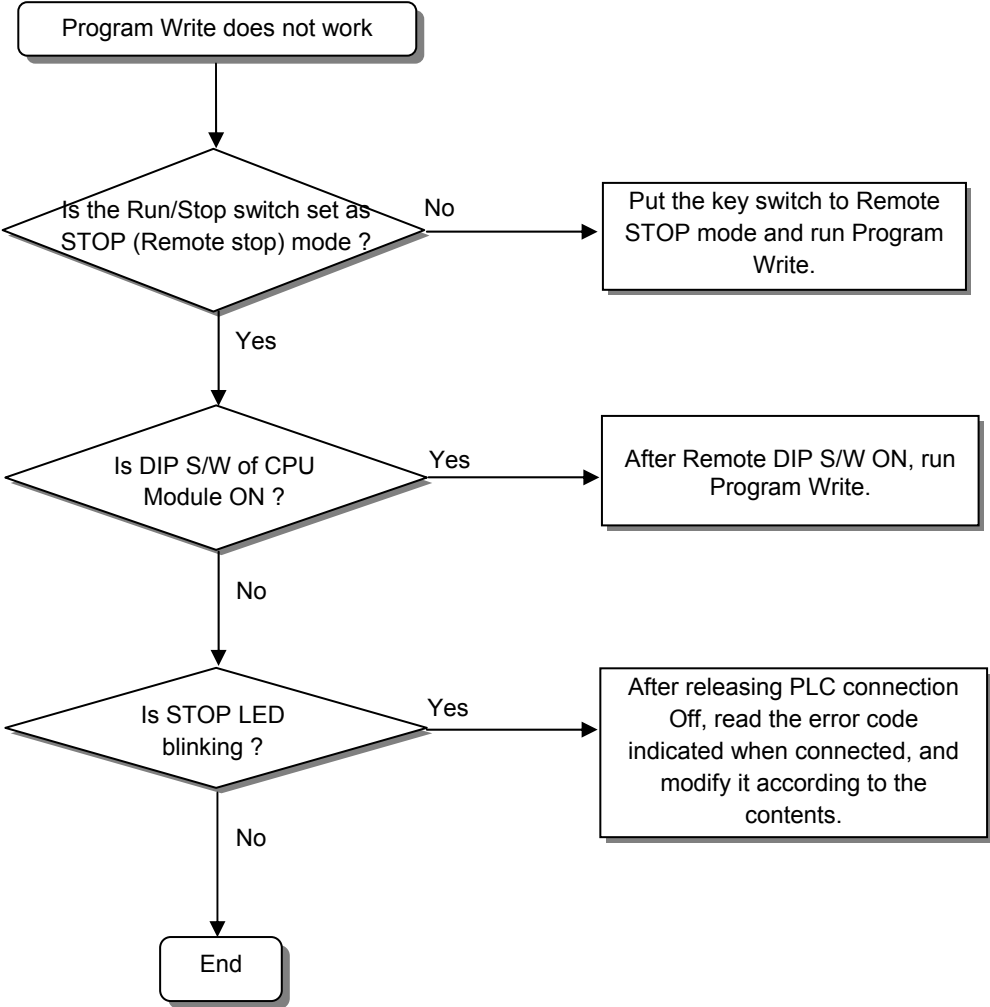 Program Write does not work
Is the Run/Stop switch set as
STOP (Remote stop) mode ?
No
Put the key switch to Remote
STOP mode and run Program
Write.
Yes
Is DIP S/W of CPU
Module ON ?
Yes
After Remote DIP S/W ON, run
Program Write.
No
Is STOP LED
blinking ?
Yes
After releasing PLC connection
Off, read the error code
indicated when connected, and
modify it according to the
contents.
No
End